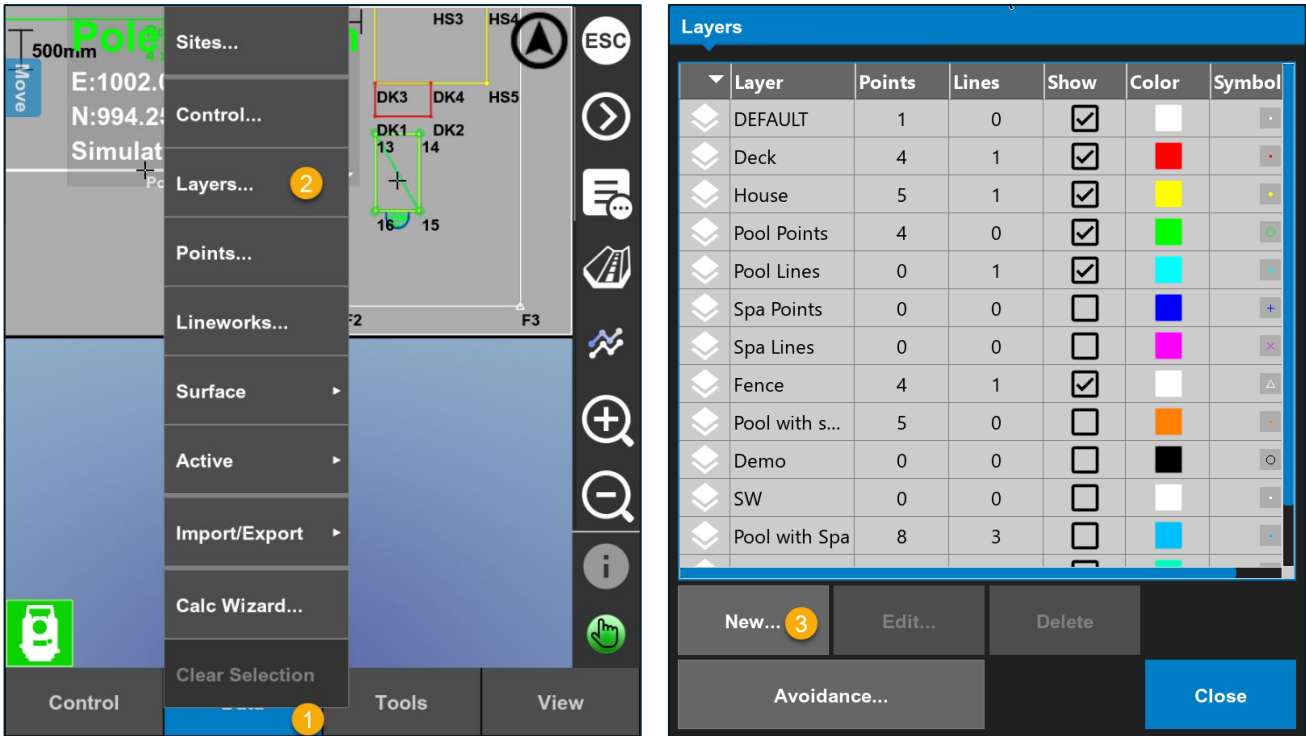 HS3 HS4
ESC
500mm
Pole
E:1002.0
N:994.25
Simulat
Move
DK3 DK4 HS5
DK1 DK2
13 14
16 15
F2 F3
Sites...
Control...
Layers... 2
Points...
Lineworks...
Surface
Active
Import/Export
Calc Wizard...
Clear Selection
Control Data 1 Tools View
Layers
Layer Points Lines Show Color Symbol
DEFAULT 1 0
Deck 4 1
House 5 1
Pool Points 4 0
Pool Lines 0 1
Spa Points 0 0
Spa Lines 0 0
Fence 4 1
Pool with s... 5 0
Demo 0 0
SW 0 0
Pool with Spa 8 3
New... 3 Edit... Delete
Avoidance... Close